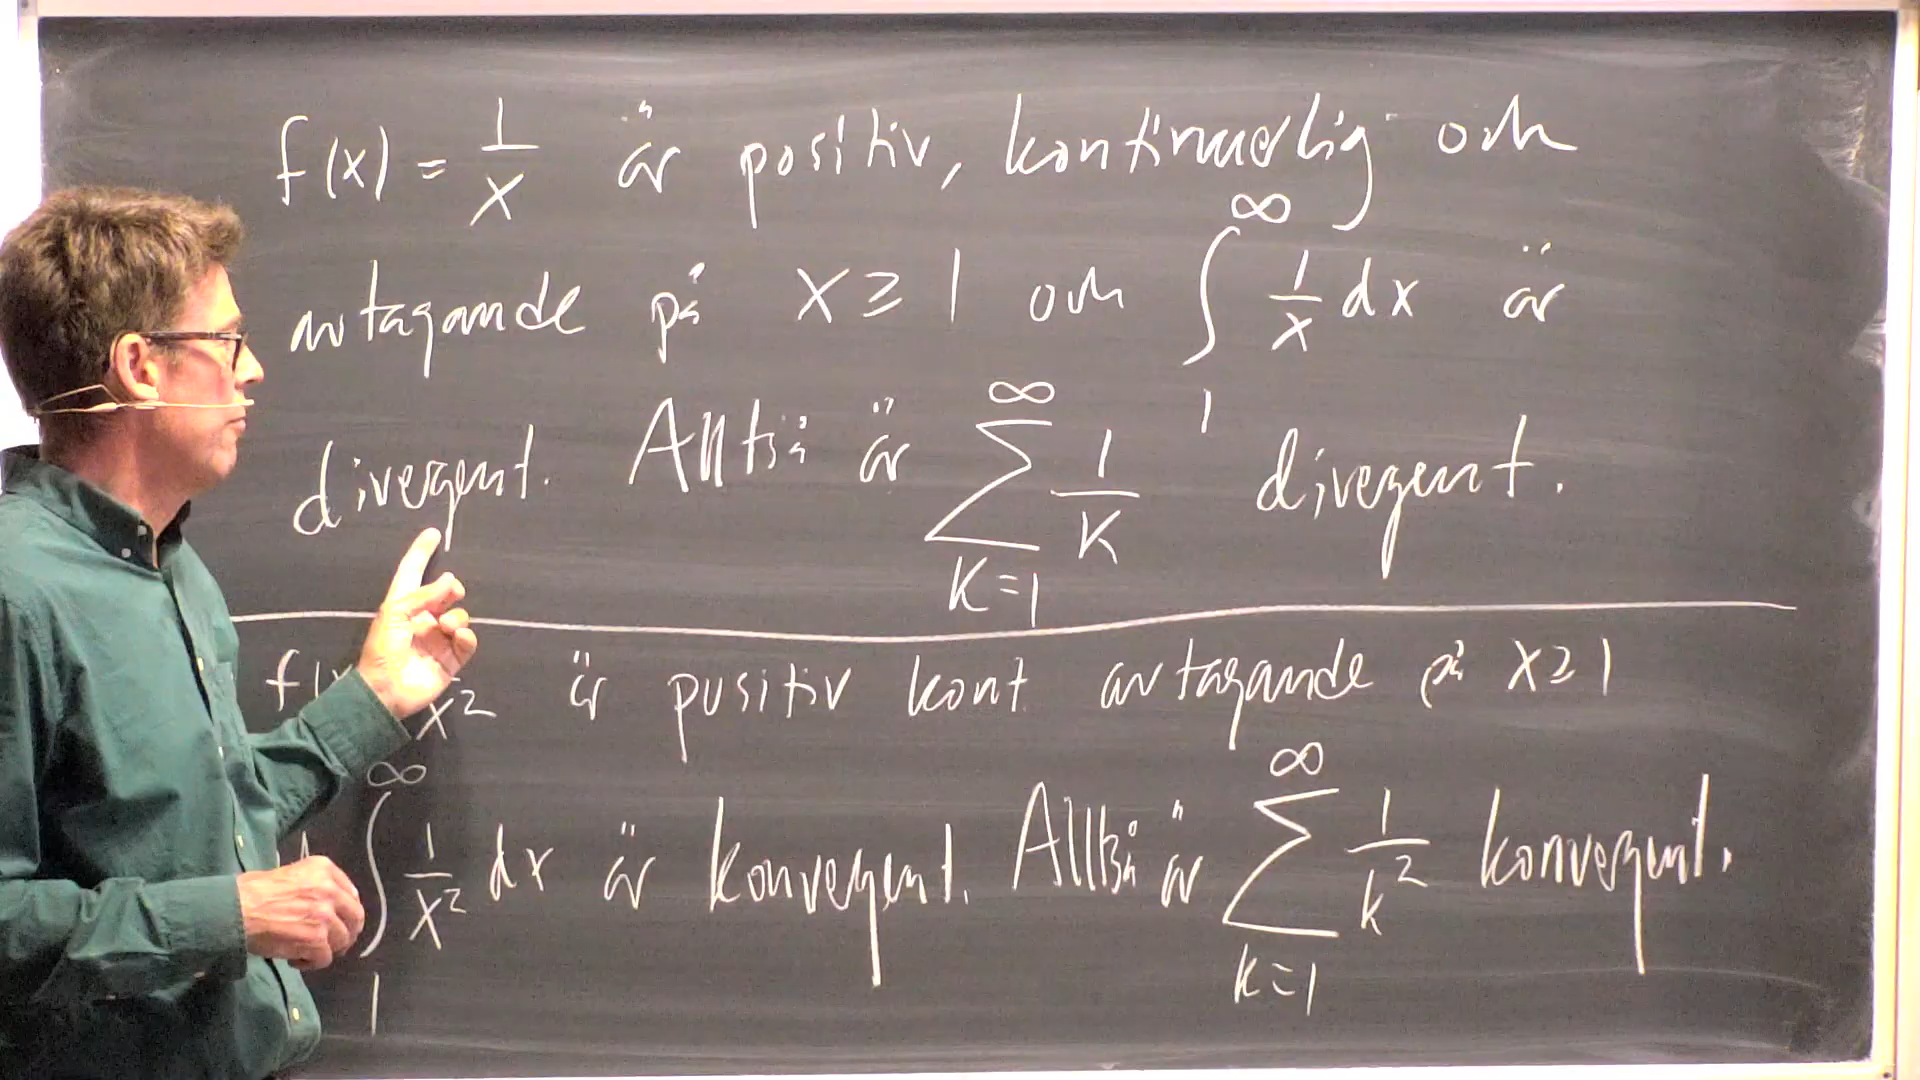 f(x) = 1/x är positiv, kontinuerlig och
avtagande på x ≥ 1 och ∫₁^∞ 1/x dx är
divergent. Alltså är ∑_{k=1}^∞ 1/k divergent.
f(x x² är positiv kont avtagande på x ≥ 1
∫₁^∞ 1/x² dx är konvergent. Alltså är ∑_{k=1}^∞ 1/k² konvergent.